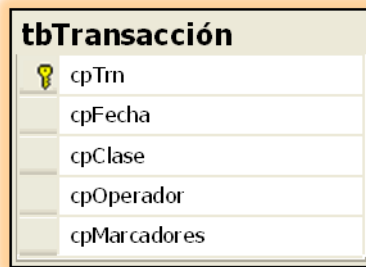 tbTransacción
cpTrn
cpFecha
cpClase
cpOperador
cpMarcadores